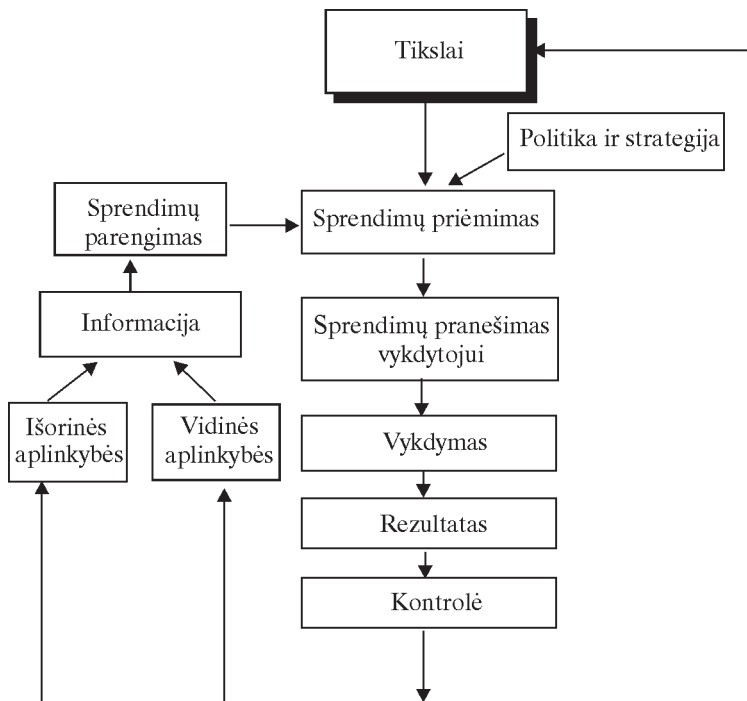 Tikslai
Politika ir strategija
Sprendimų
parengimas
Sprendimų priėmimas
Informacija
Sprendimų pranešimas
vykdytojui
Išorinės
aplinkybės
Vidinės
aplinkybės
Vykdymas
Rezultatas
Kontrolė